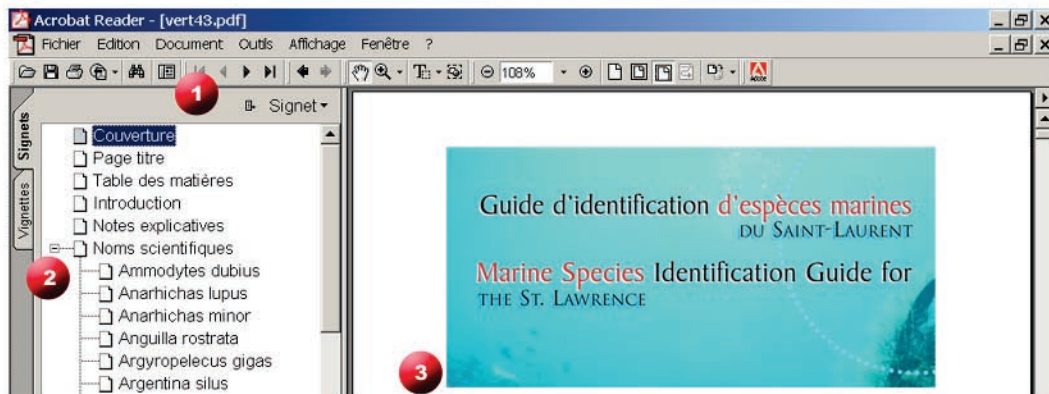 Acrobat Reader - [vert43.pdf]
Fichier Edition Document Outils Affichage Fenêtre ?
108%
Adobe
1
Signet
Signets
Vignettes
Couverture
Page titre
Table des matières
Introduction
Notes explicatives
Noms scientifiques
2
Ammodytes dubius
Anarhichas lupus
Anarhichas minor
Anguilla rostrata
Argyropelecus gigas
Argentina silus
Guide d'identification d'espèces marines
DU SAINT-LAURENT
Marine Species Identification Guide for
THE ST. LAWRENCE
3